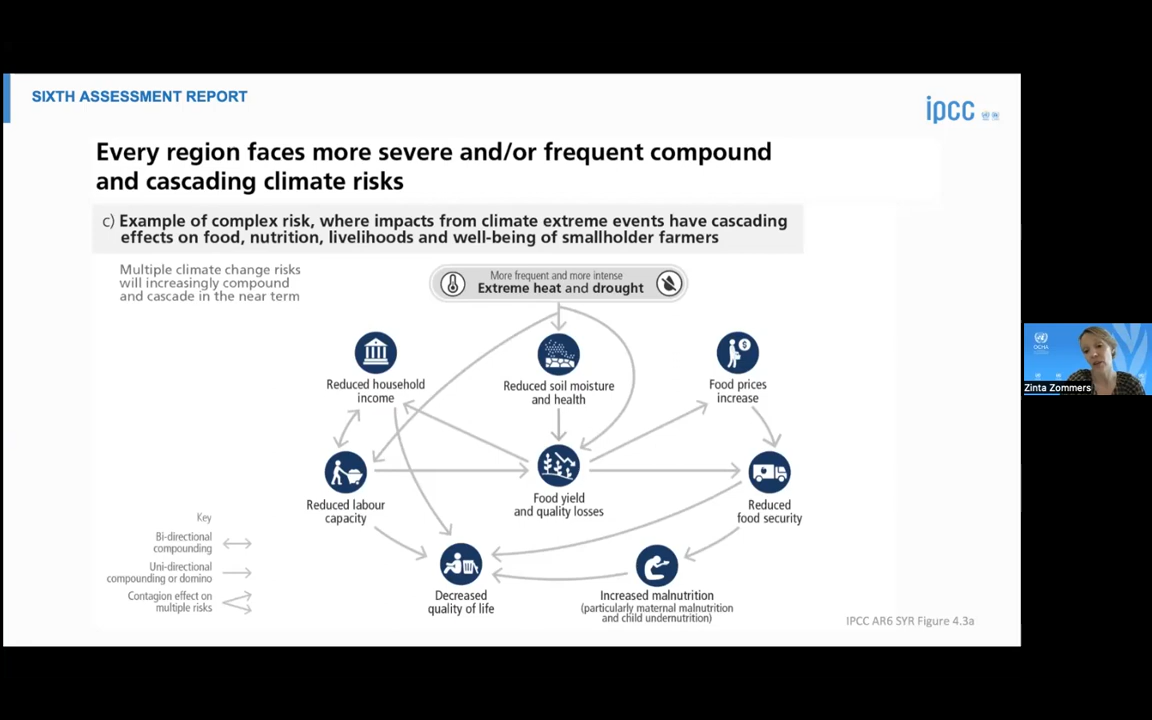 SIXTH ASSESSMENT REPORT
ipcc
Every region faces more severe and/or frequent compound
and cascading climate risks
c) Example of complex risk, where impacts from climate extreme events have cascading
effects on food, nutrition, livelihoods and well-being of smallholder farmers
Multiple climate change risks
will increasingly compound
and cascade in the near term
More frequent and more intense
Extreme heat and drought
Reduced household
income
Reduced soil moisture
and health
Food prices
increase
$
Reduced labour
capacity
Food yield
and quality losses
Reduced
food security
Key
Bi-directional
compounding
Uni-directional
compounding or domino
Contagion effect on
multiple risks
Decreased
quality of life
Increased malnutrition
(particularly maternal malnutrition
and child undernutrition)
IPCC AR6 SYR Figure 4.3a
OCHA
Zinta Zommers